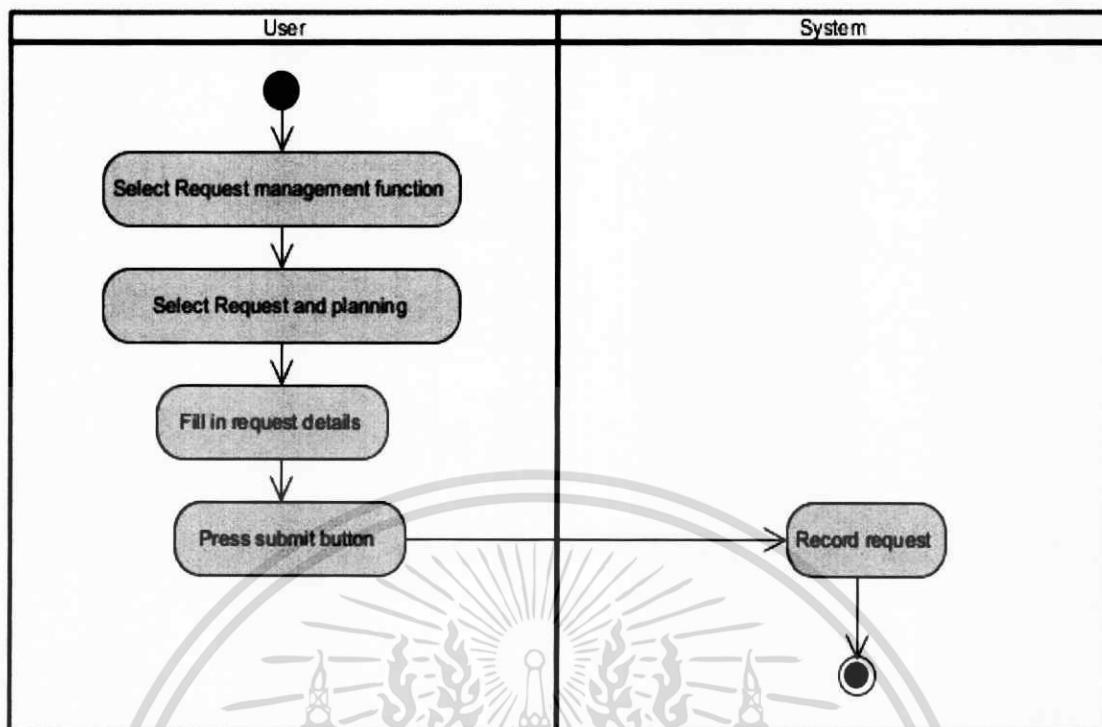 User
System
Select Request management function
Select Request and planning
Fill in request details
Press submit button
Record request